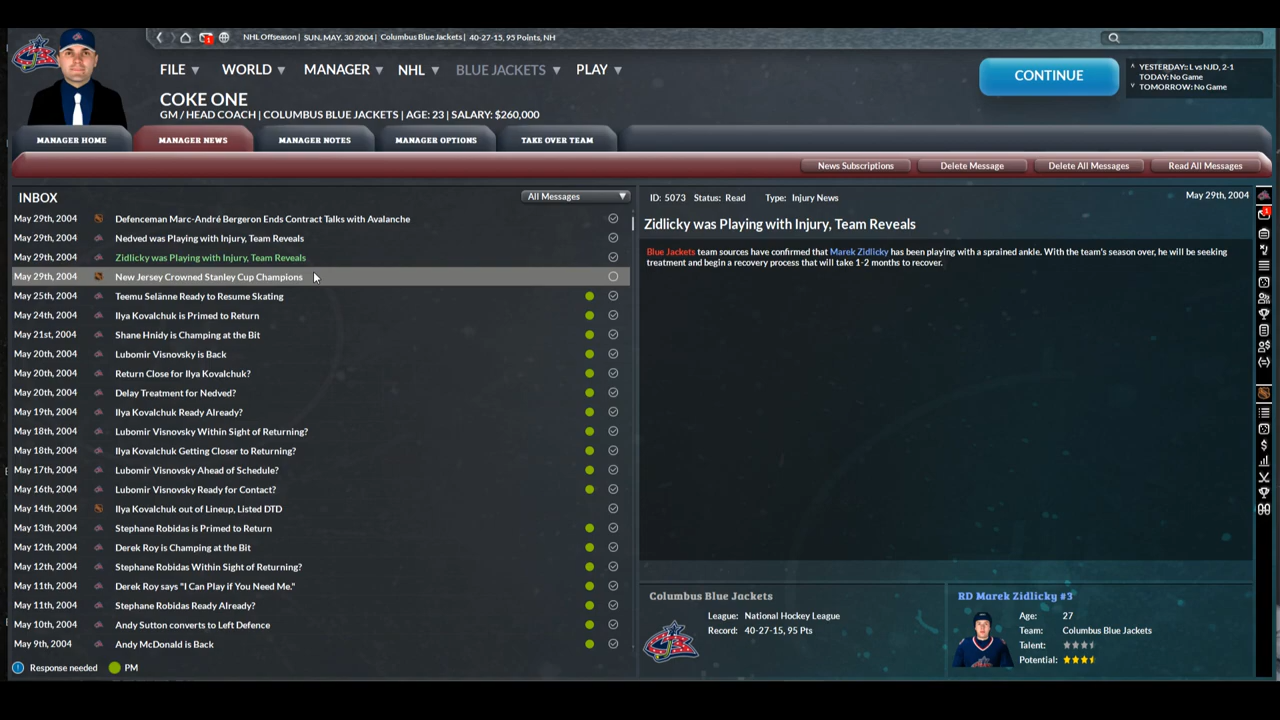 NHL Offseason | SUN. MAY, 30 2004 | Columbus Blue Jackets | 40-27-15, 95 Points, NH
1
FILE WORLD MANAGER NHL BLUE JACKETS PLAY
CONTINUE
YESTERDAY:: L vs NJD, 2-1
TODAY: No Game
TOMORROW: No Game
COKE ONE
GM / HEAD COACH | COLUMBUS BLUE JACKETS | AGE: 23 | SALARY: $260,000
MANAGER HOME MANAGER NEWS MANAGER NOTES MANAGER OPTIONS TAKE OVER TEAM
News Subscriptions Delete Message Delete All Messages Read All Messages
INBOX All Messages
May 29th, 2004 Defenceman Marc-André Bergeron Ends Contract Talks with Avalanche
May 29th, 2004 Nedved was Playing with Injury, Team Reveals
May 29th, 2004 Zidlicky was Playing with Injury, Team Reveals
May 29th, 2004 New Jersey Crowned Stanley Cup Champions
May 25th, 2004 Teemu Selänne Ready to Resume Skating
May 24th, 2004 Ilya Kovalchuk is Primed to Return
May 21st, 2004 Shane Hnidy is Champing at the Bit
May 20th, 2004 Lubomir Visnovsky is Back
May 20th, 2004 Return Close for Ilya Kovalchuk?
May 20th, 2004 Delay Treatment for Nedved?
May 19th, 2004 Ilya Kovalchuk Ready Already?
May 18th, 2004 Lubomir Visnovsky Within Sight of Returning?
May 18th, 2004 Ilya Kovalchuk Getting Closer to Returning?
May 17th, 2004 Lubomir Visnovsky Ahead of Schedule?
May 16th, 2004 Lubomir Visnovsky Ready for Contact?
May 14th, 2004 Ilya Kovalchuk out of Lineup, Listed DTD
May 13th, 2004 Stephane Robidas is Primed to Return
May 12th, 2004 Derek Roy is Champing at the Bit
May 12th, 2004 Stephane Robidas Within Sight of Returning?
May 11th, 2004 Derek Roy says "I Can Play if You Need Me."
May 11th, 2004 Stephane Robidas Ready Already?
May 10th, 2004 Andy Sutton converts to Left Defence
May 9th, 2004 Andy McDonald is Back
Response needed PM
ID: 5073 Status: Read Type: Injury News May 29th, 2004
Zidlicky was Playing with Injury, Team Reveals
Blue Jackets team sources have confirmed that Marek Zidlicky has been playing with a sprained ankle. With the team's season over, he will be seeking
treatment and begin a recovery process that will take 1-2 months to recover.
Columbus Blue Jackets
League: National Hockey League
Record: 40-27-15, 95 Pts
RD Marek Zidlicky #3
Age: 27
Team: Columbus Blue Jackets
Talent:
Potential: